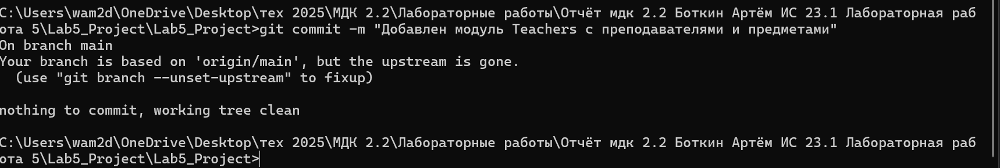 C:\Users\wam2d\OneDrive\Desktop\тех 2025\МДК 2.2\Лабораторные работы\Отчёт мдк 2.2 Боткин Артём ИС 23.1 Лабораторная раб
ота 5\Lab5_Project\Lab5_Project>git commit -m "Добавлен модуль Teachers с преподавателями и предметами"
On branch main
Your branch is based on 'origin/main', but the upstream is gone.
  (use "git branch --unset-upstream" to fixup)

nothing to commit, working tree clean

C:\Users\wam2d\OneDrive\Desktop\тех 2025\МДК 2.2\Лабораторные работы\Отчёт мдк 2.2 Боткин Артём ИС 23.1 Лабораторная раб
ота 5\Lab5_Project\Lab5_Project>